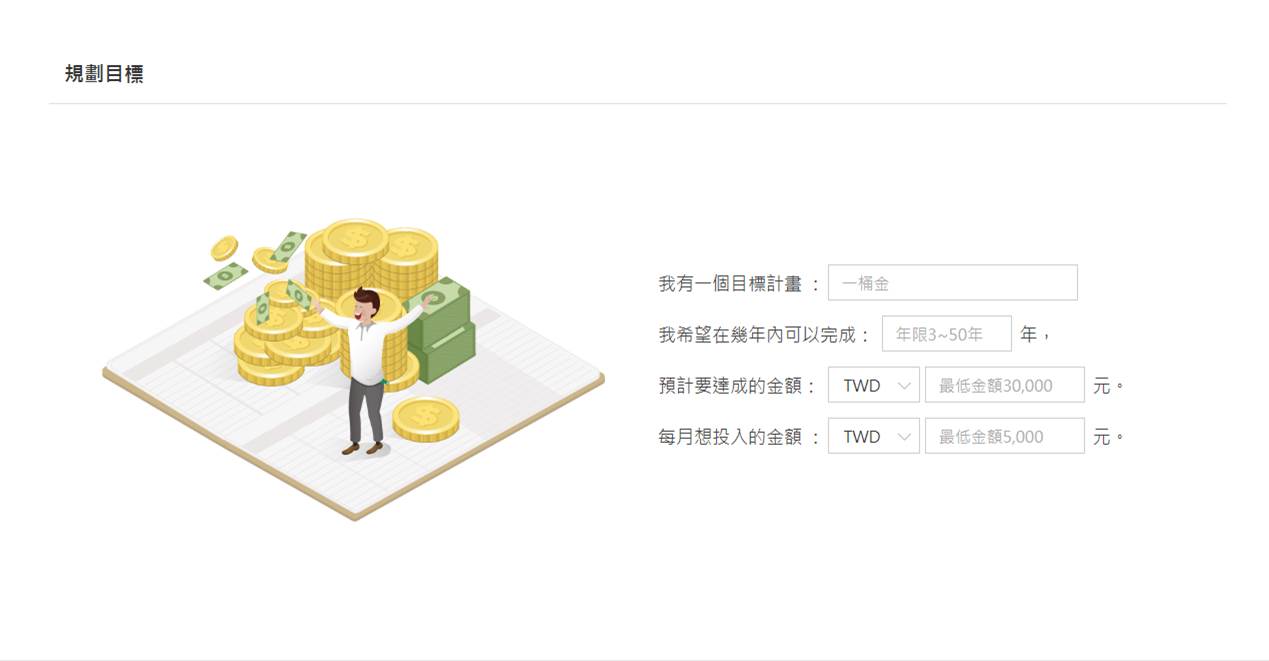 規劃目標
我有一個目標計畫 ： 一桶金
我希望在幾年內可以完成： 年限3~50年 年，
預計要達成的金額： TWD 最低金額30,000 元。
每月想投入的金額 ： TWD 最低金額5,000 元。